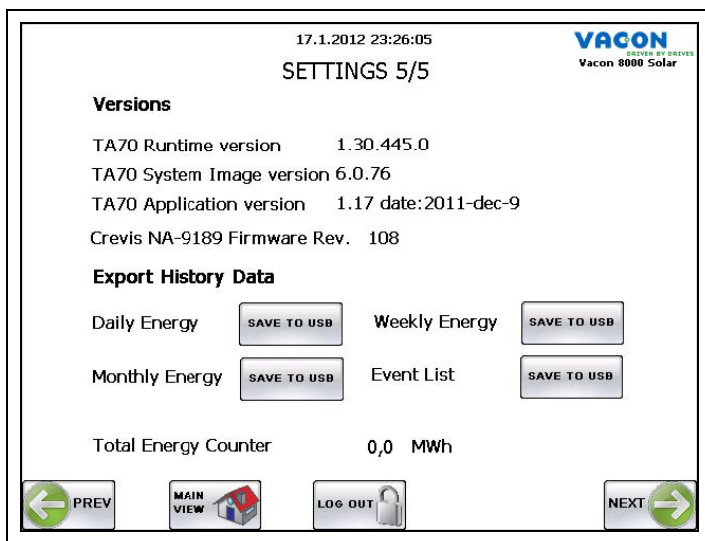 17.1.2012 23:26:05
VACON
DRIVEN BY DRIVES
Vacon 8000 Solar
SETTINGS 5/5
Versions
TA70 Runtime version 1.30.445.0
TA70 System Image version 6.0.76
TA70 Application version 1.17 date:2011-dec-9
Crevis NA-9189 Firmware Rev. 108
Export History Data
Daily Energy SAVE TO USB Weekly Energy SAVE TO USB
Monthly Energy SAVE TO USB Event List SAVE TO USB
Total Energy Counter 0,0 MWh
PREV MAIN VIEW LOG OUT NEXT